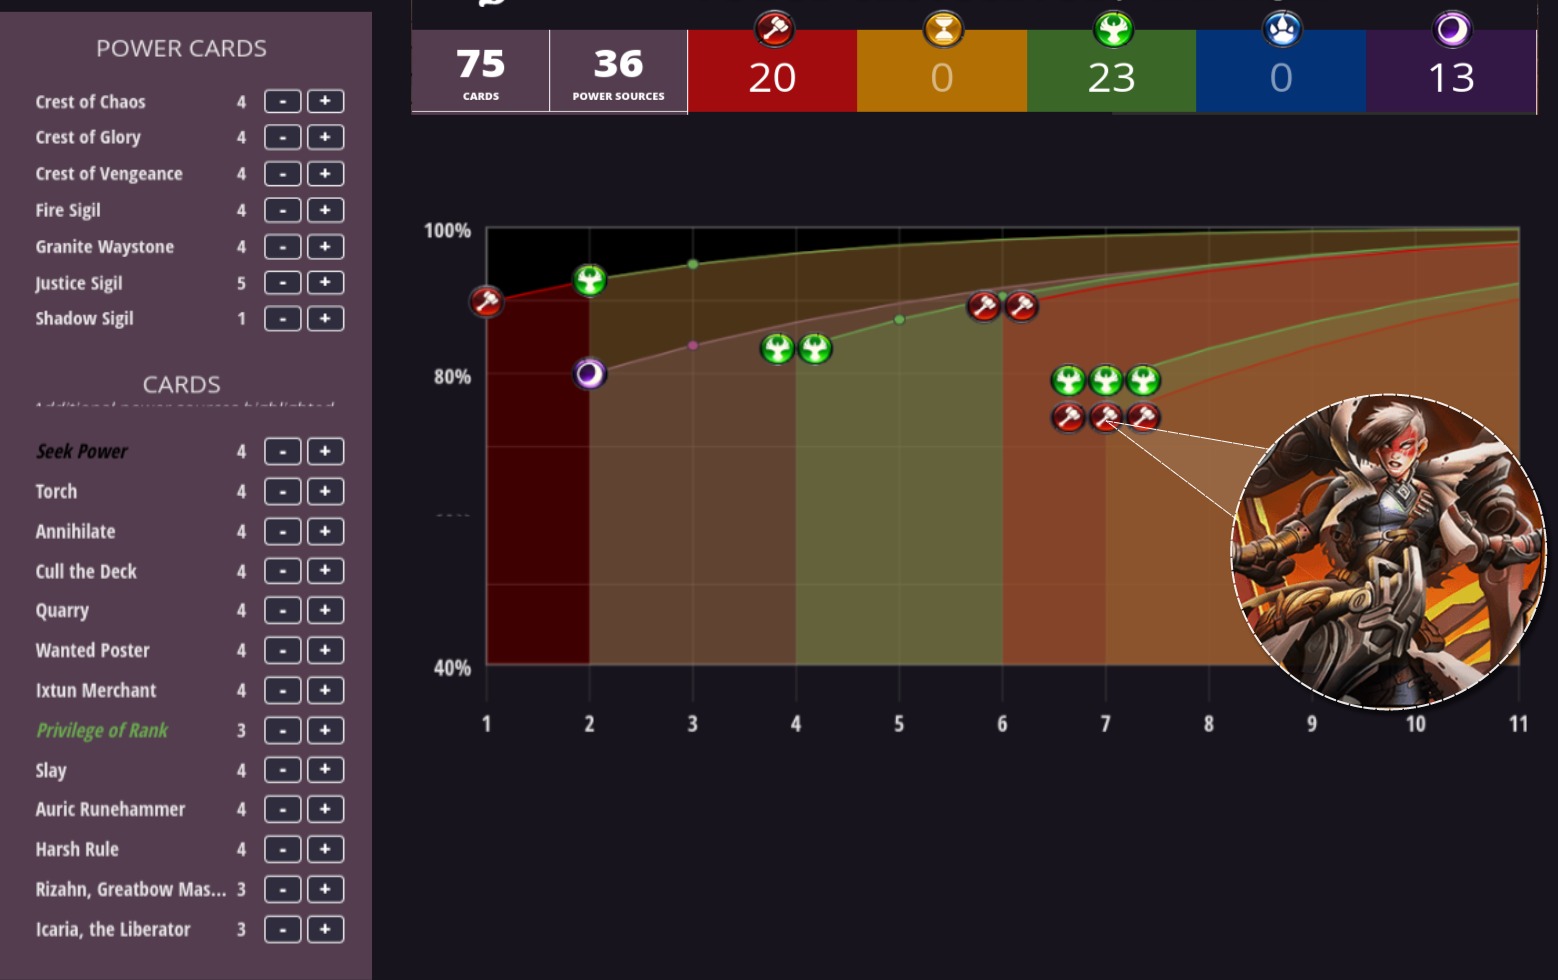 POWER CARDS
Crest of Chaos 4 - +
Crest of Glory 4 - +
Crest of Vengeance 4 - +
Fire Sigil 4 - +
Granite Waystone 4 - +
Justice Sigil 5 - +
Shadow Sigil 1 - +
CARDS
Seek Power 4 - +
Torch 4 - +
Annihilate 4 - +
Cull the Deck 4 - +
Quarry 4 - +
Wanted Poster 4 - +
Ixtun Merchant 4 - +
Privilege of Rank 3 - +
Slay 4 - +
Auric Runehammer 4 - +
Harsh Rule 4 - +
Rizahn, Greatbow Mas... 3 - +
Icaria, the Liberator 3 - +
75 36 20 0 23 0 13
CARDS POWER SOURCES
100%
80%
40%
1 2 3 4 5 6 7 8 9 10 11